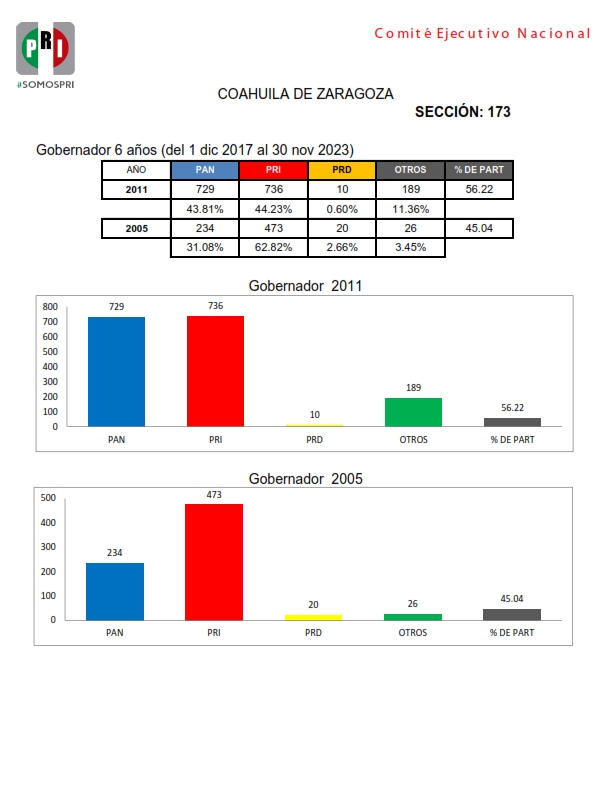 Comité Ejecutivo Nacional
PRI
#SOMOSPRI
COAHUILA DE ZARAGOZA
SECCIÓN: 173
Gobernador 6 años (del 1 dic 2017 al 30 nov 2023)
AÑO PAN PRI PRD OTROS % DE PART
2011 729 736 10 189 56.22
43.81% 44.23% 0.60% 11.36%
2005 234 473 20 26 45.04
31.08% 62.82% 2.66% 3.45%
Gobernador 2011
800
700
600
500
400
300
200
100
0
729 736 10 189 56.22
PAN PRI PRD OTROS % DE PART
Gobernador 2005
500
400
300
200
100
0
234 473 20 26 45.04
PAN PRI PRD OTROS % DE PART